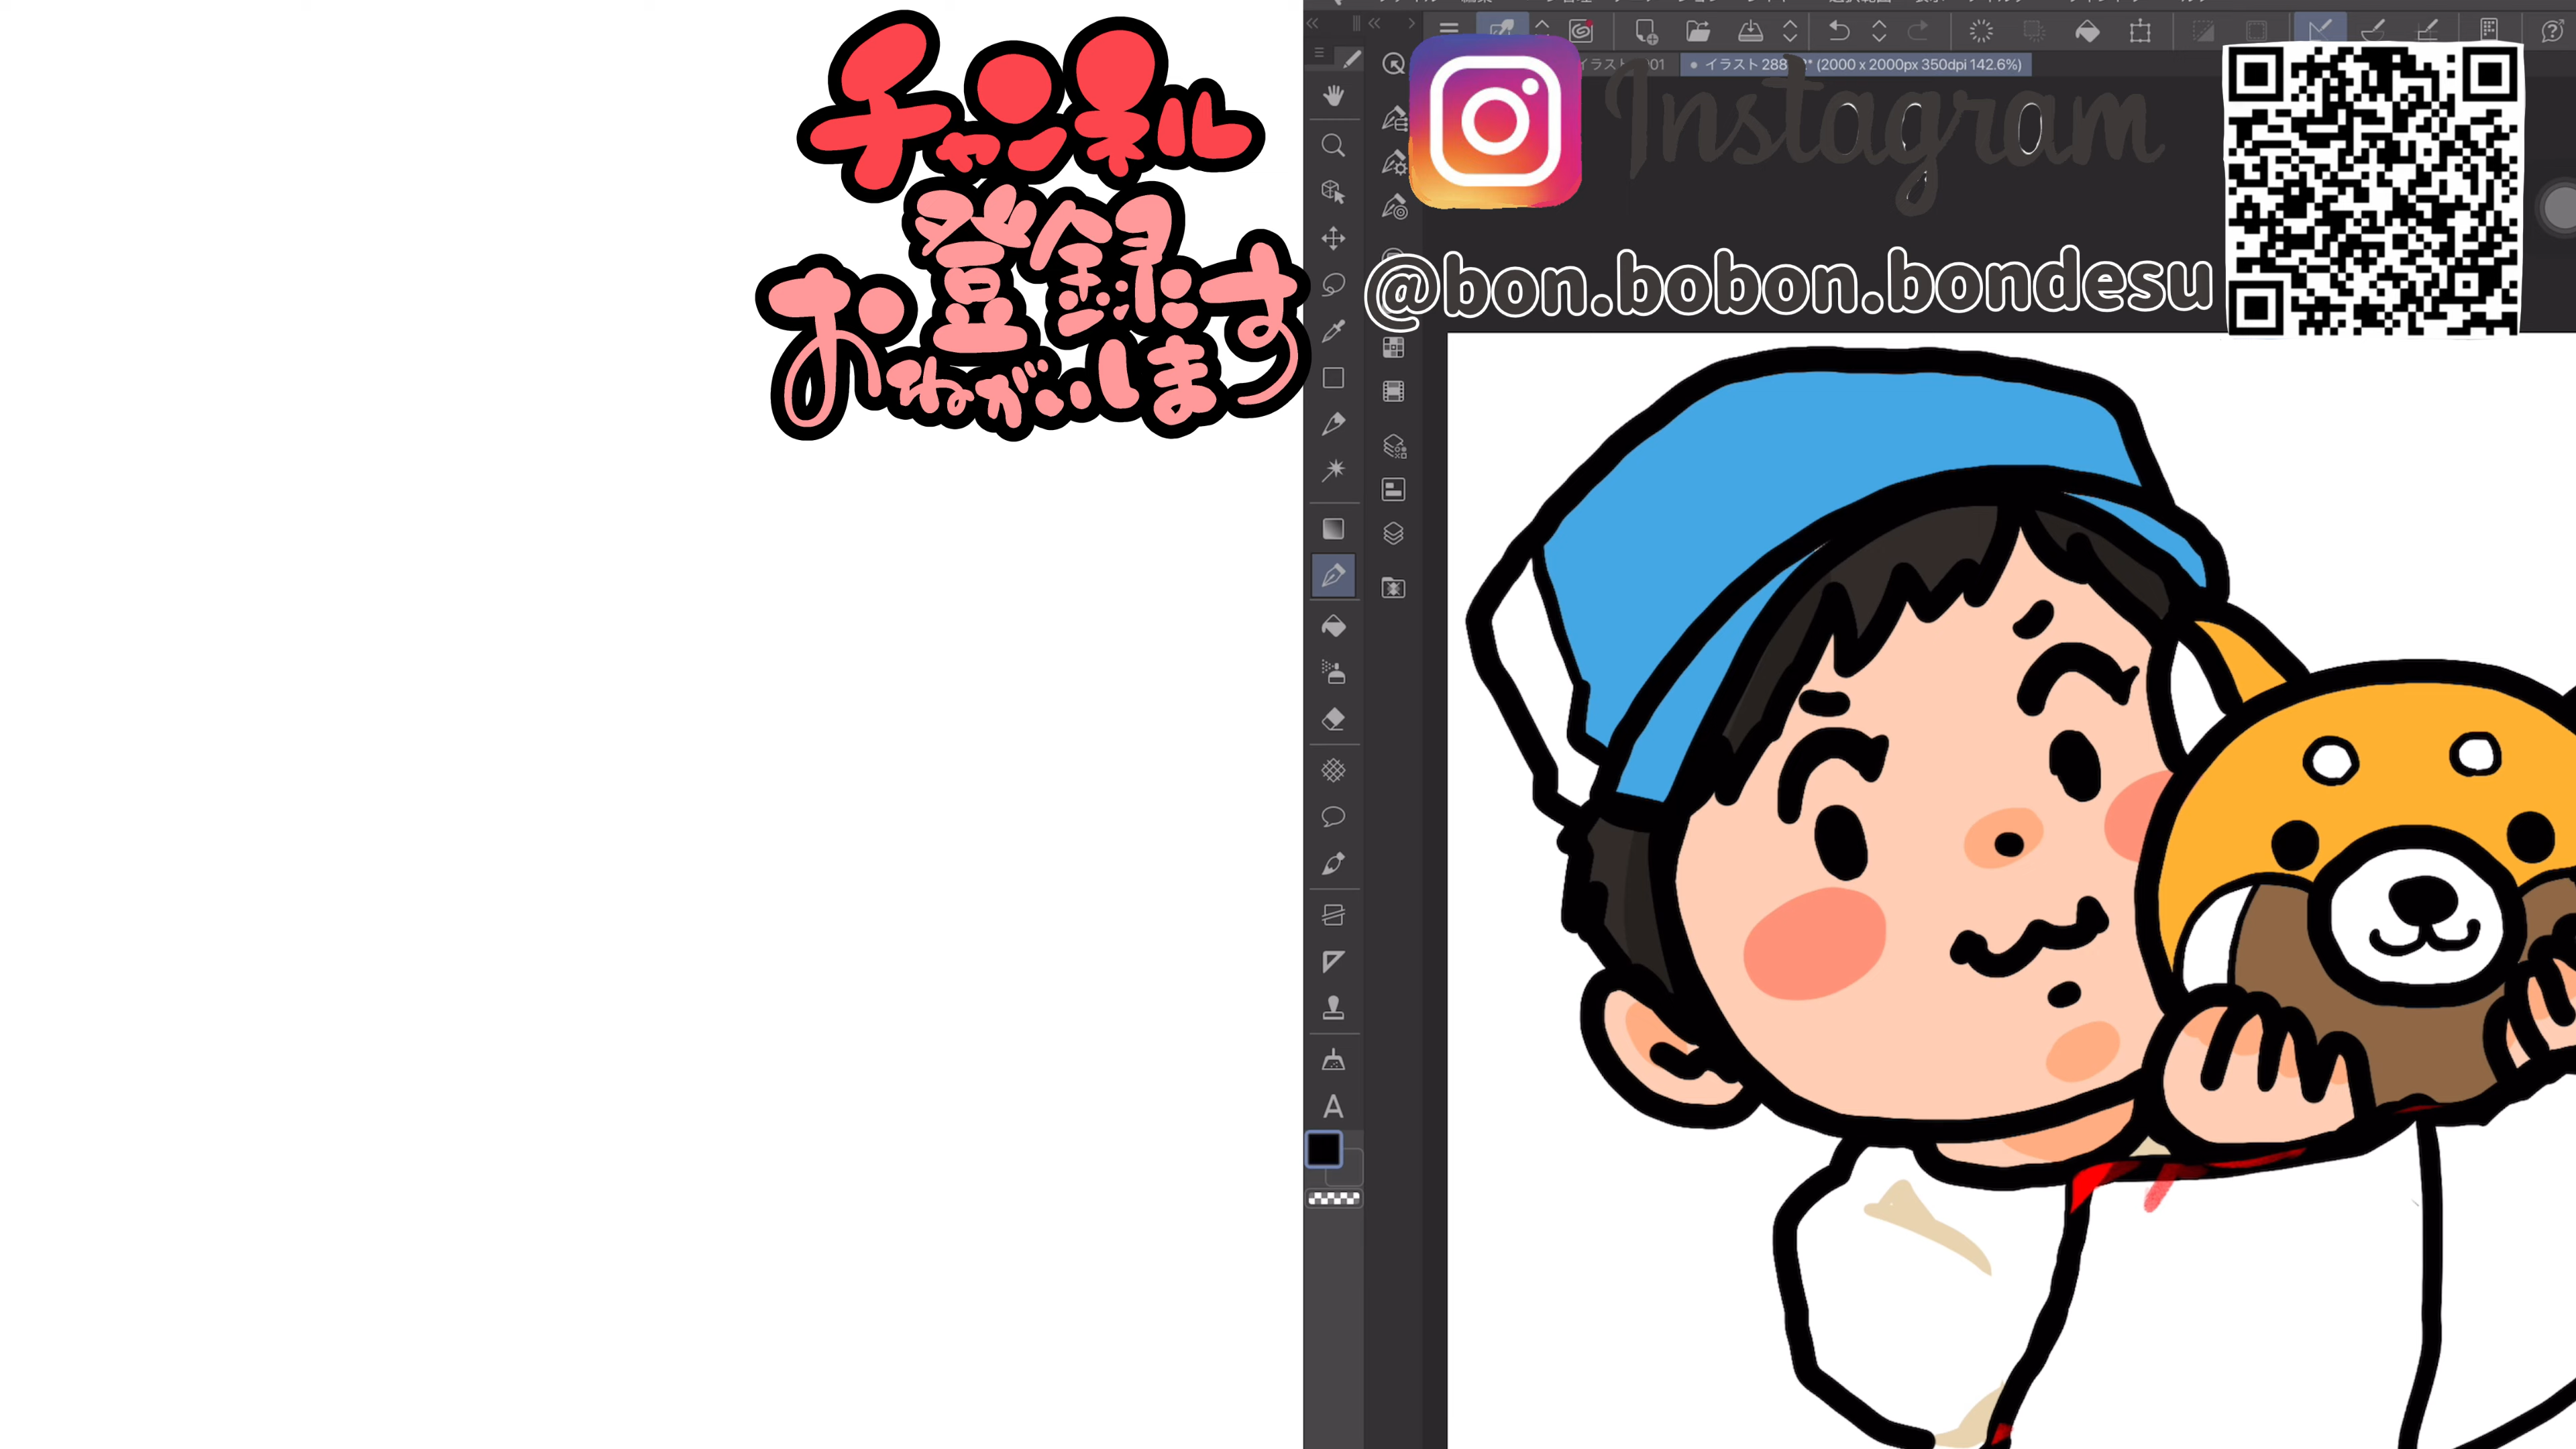 チャンネル
登録
おねがいします
イラスト288
* (2000 x 2000px 350dpi 142.6%)
Instagram
@bon.bobon.bondesu
A